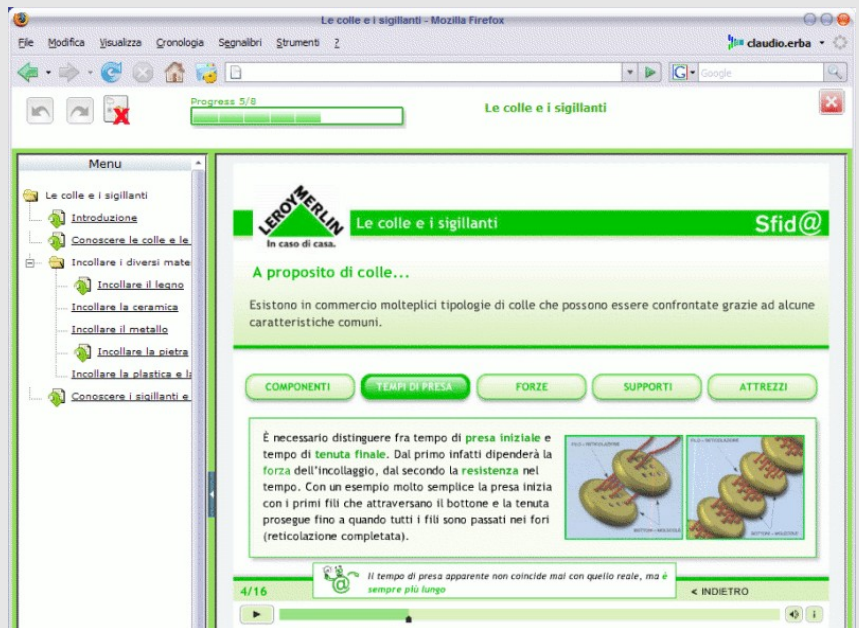 Le colle e i sigillanti - Mozilla Firefox
File Modifica Visualizza Cronologia Segnalibri Strumenti ?
claudio.erba
Google
Progress 5/8
Le colle e i sigillanti
Menu
Le colle e i sigillanti
Introduzione
Conoscere le colle e le
Incollare i diversi mate
Incollare il legno
Incollare la ceramica
Incollare il metallo
Incollare la pietra
Incollare la plastica e la
Conoscere i sigillanti e
LEROY MERLIN
In caso di casa.
Le colle e i sigillanti
Sfid@
A proposito di colle...
Esistono in commercio molteplici tipologie di colle che possono essere confrontate grazie ad alcune
caratteristiche comuni.
COMPONENTI TEMPI DI PRESA FORZE SUPPORTI ATTREZZI
È necessario distinguere fra tempo di presa iniziale e
tempo di tenuta finale. Dal primo infatti dipenderà la
forza dell'incollaggio, dal secondo la resistenza nel
tempo. Con un esempio molto semplice la presa inizia
con i primi fili che attraversano il bottone e la tenuta
prosegue fino a quando tutti i fili sono passati nei fori
(reticolazione completata).
FILO = RETICOLAZIONE
BOTTONI = MOLECOLE
FILO = RETICOLAZIONE
BOTTONI = MOLECOLE
Il tempo di presa apparente non coincide mai con quello reale, ma è
sempre più lungo
4/16
< INDIETRO